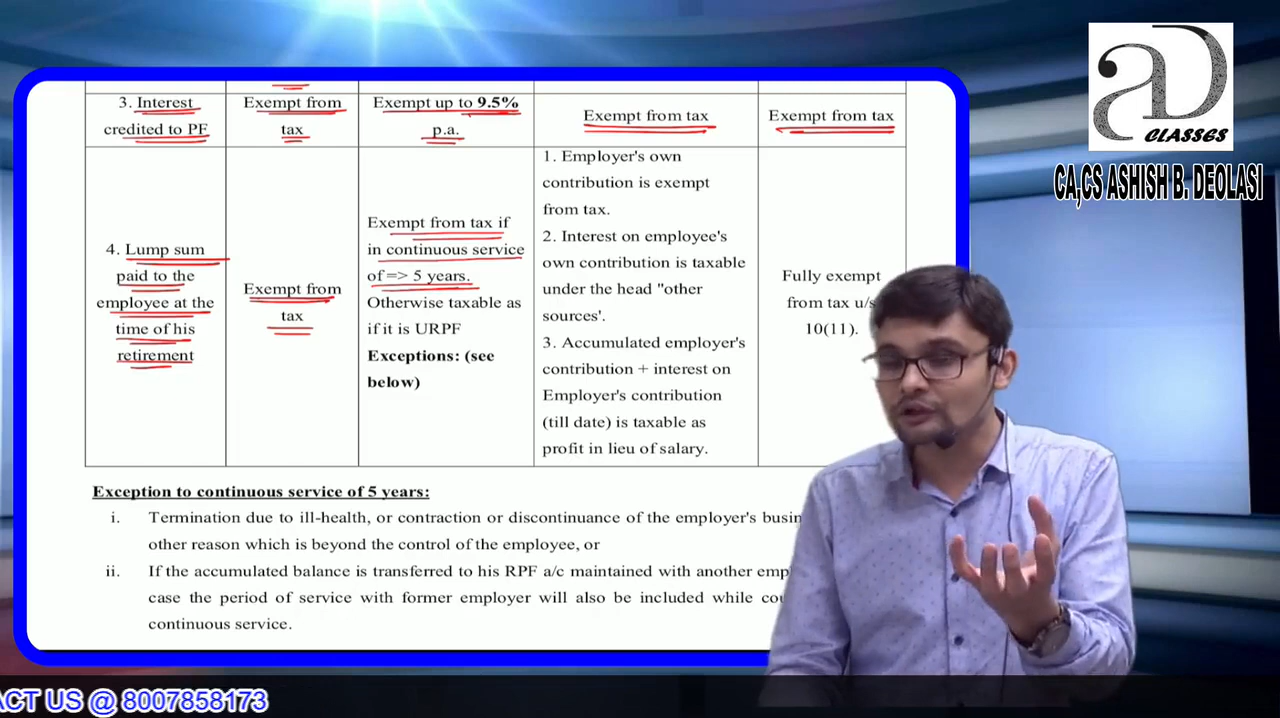 3. Interest
credited to PF
Exempt from
tax
Exempt up to 9.5%
p.a.
Exempt from tax
Exempt from tax
4. Lump sum
paid to the
employee at the
time of his
retirement
Exempt from
tax
Exempt from tax if
in continuous service
of => 5 years.
Otherwise taxable as
if it is URPF
Exceptions: (see
below)
1. Employer's own
contribution is exempt
from tax.
2. Interest on employee's
own contribution is taxable
under the head "other
sources'.
3. Accumulated employer's
contribution + interest on
Employer's contribution
(till date) is taxable as
profit in lieu of salary.
Fully exempt
from tax u/s
10(11).
Exception to continuous service of 5 years:
i. Termination due to ill-health, or contraction or discontinuance of the employer's busin
other reason which is beyond the control of the employee, or
ii. If the accumulated balance is transferred to his RPF a/c maintained with another emp
case the period of service with former employer will also be included while cou
continuous service.
aD
CLASSES
CA,CS ASHISH B. DEOLASI
ACT US @ 8007858173